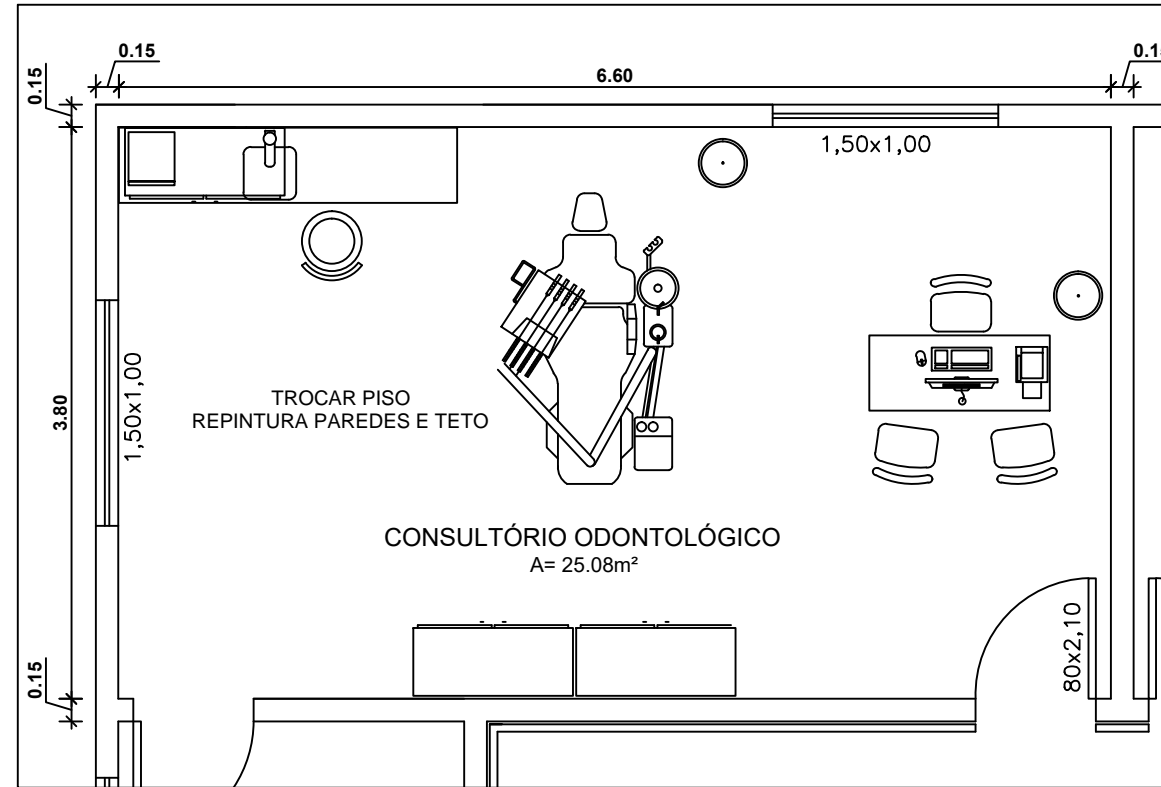 0.15
0.15
6.60
0.15
1,50x1,00
1,50x1,00
3.80
TROCAR PISO
REPINTURA PAREDES E TETO
CONSULTÓRIO ODONTOLÓGICO
A= 25.08m²
80x2,10
0.15